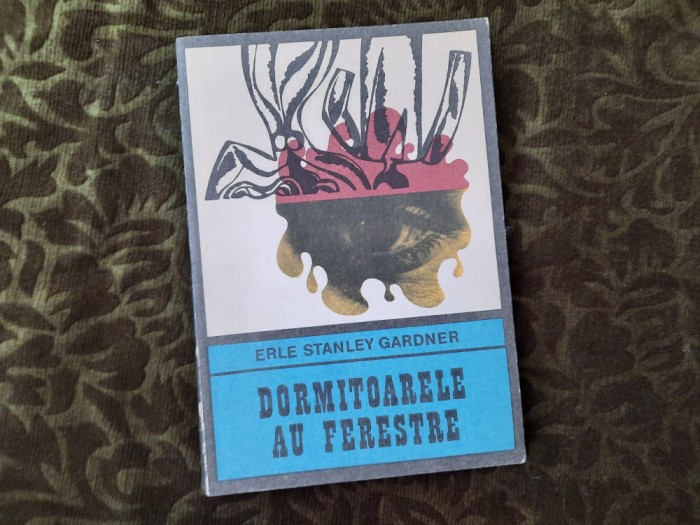 ERLE STANLEY GARDNER
DORMITOARELE
AU FERESTRE